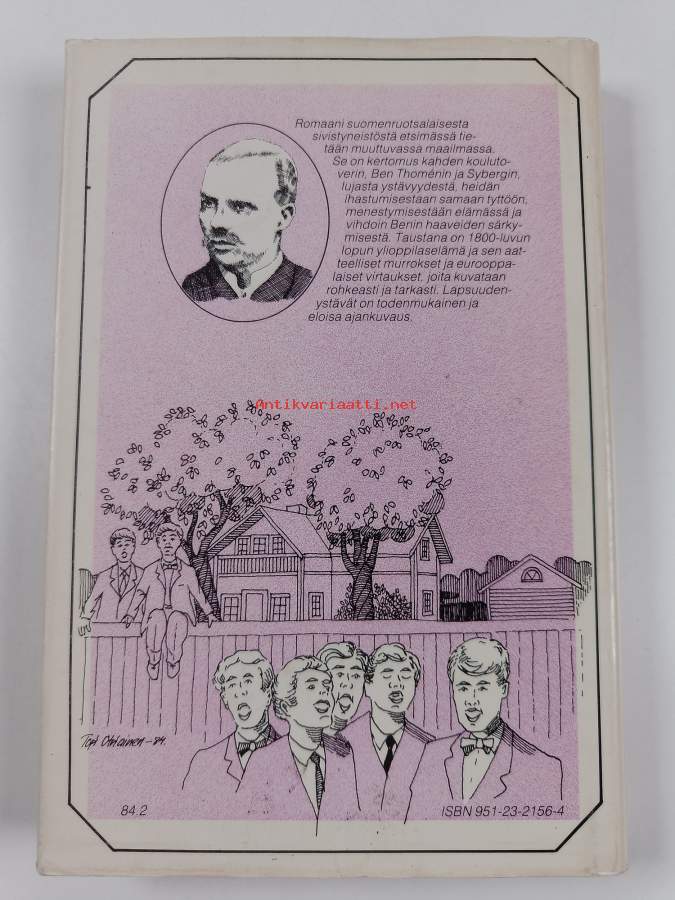 Romaani suomenruotsalaisesta
sivistyneistöstä etsimässä tie-
tään muuttuvassa maailmassa.
Se on kertomus kahden kouluto-
verin, Ben Thoménin ja Sybergin,
lujasta ystävyydestä, heidän
ihastumisestaan samaan tyttöön,
menestymisestään elämässä ja
vihdoin Benin haaveiden särky-
misestä. Taustana on 1800-luvun
lopun ylioppilaselämä ja sen aat-
teelliset murrokset ja eurooppa-
laiset virtaukset, joita kuvataan
rohkeasti ja tarkasti. Lapsuuden-
ystävät on todenmukainen ja
eloisa ajankuvaus.
Antikvariaatti.net
-84.
84.2
ISBN 951-23-2156-4